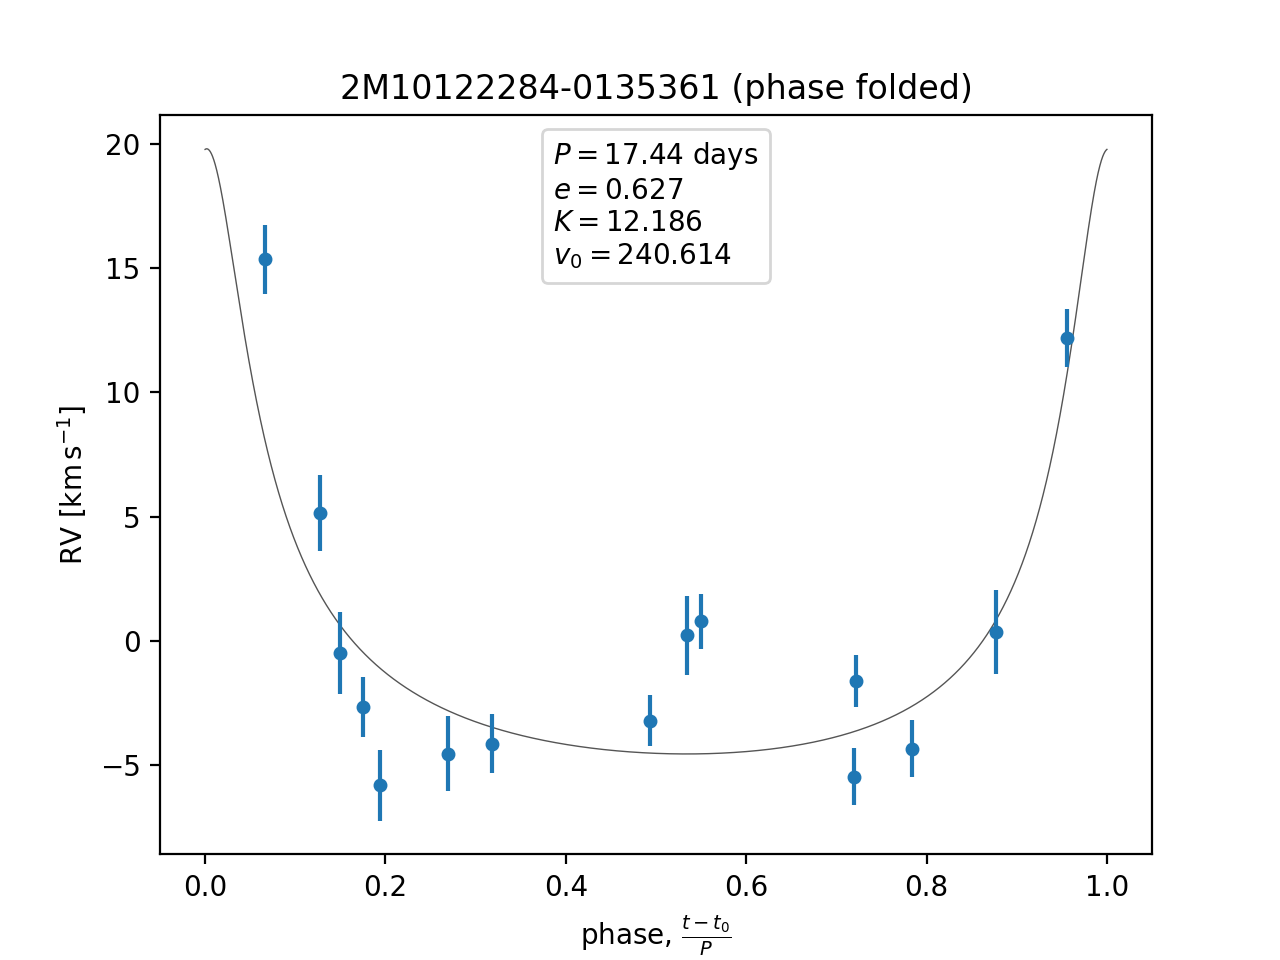 2M10122284-0135361 (phase folded)
P = 17.44 days
e = 0.627
K = 12.186
v₀ = 240.614
20
15
10
5
0
−5
RV [km s⁻¹]
0.0 0.2 0.4 0.6 0.8 1.0
phase, (t − t₀)/P